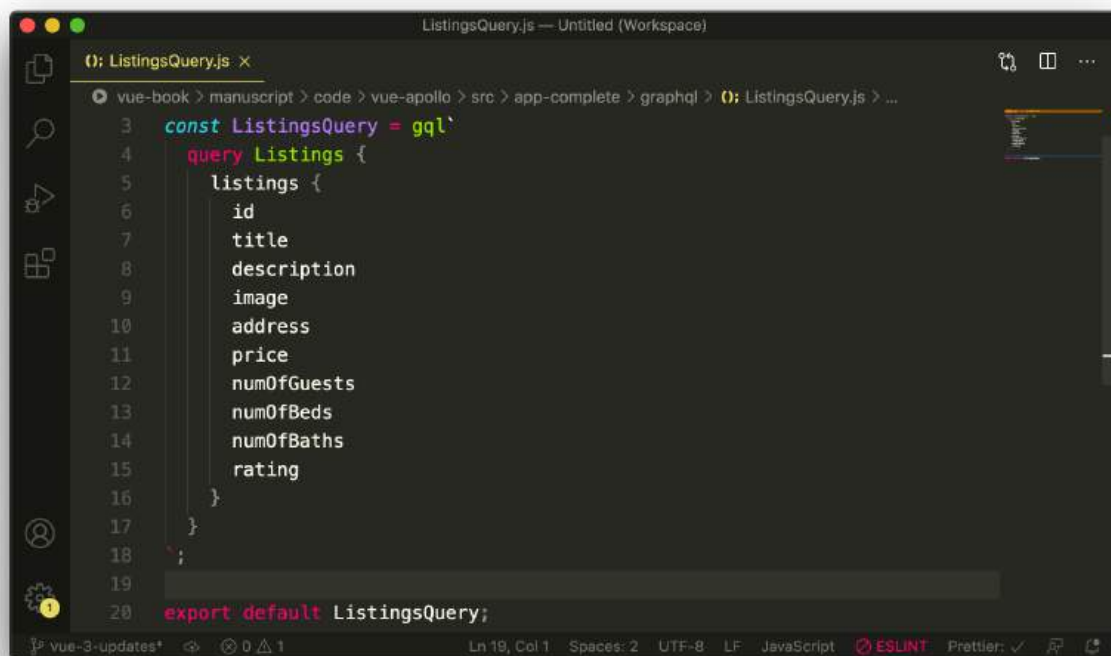 ListingsQuery.js — Untitled (Workspace)
(); ListingsQuery.js ×
vue-book > manuscript > code > vue-apollo > src > app-complete > graphql > (); ListingsQuery.js > ...
3 const ListingsQuery = gql`
4 query Listings {
5 listings {
6 id
7 title
8 description
9 image
10 address
11 price
12 numOfGuests
13 numOfBeds
14 numOfBaths
15 rating
16 }
17 }
18 `;
19
20 export default ListingsQuery;
1
vue-3-updates* 0 1 Ln 19, Col 1 Spaces: 2 UTF-8 LF JavaScript ESLINT Prettier: ✓